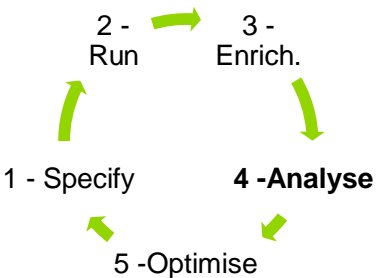 2 -
Run
3 -
Enrich.
1 - Specify
4 -Analyse
5 -Optimise